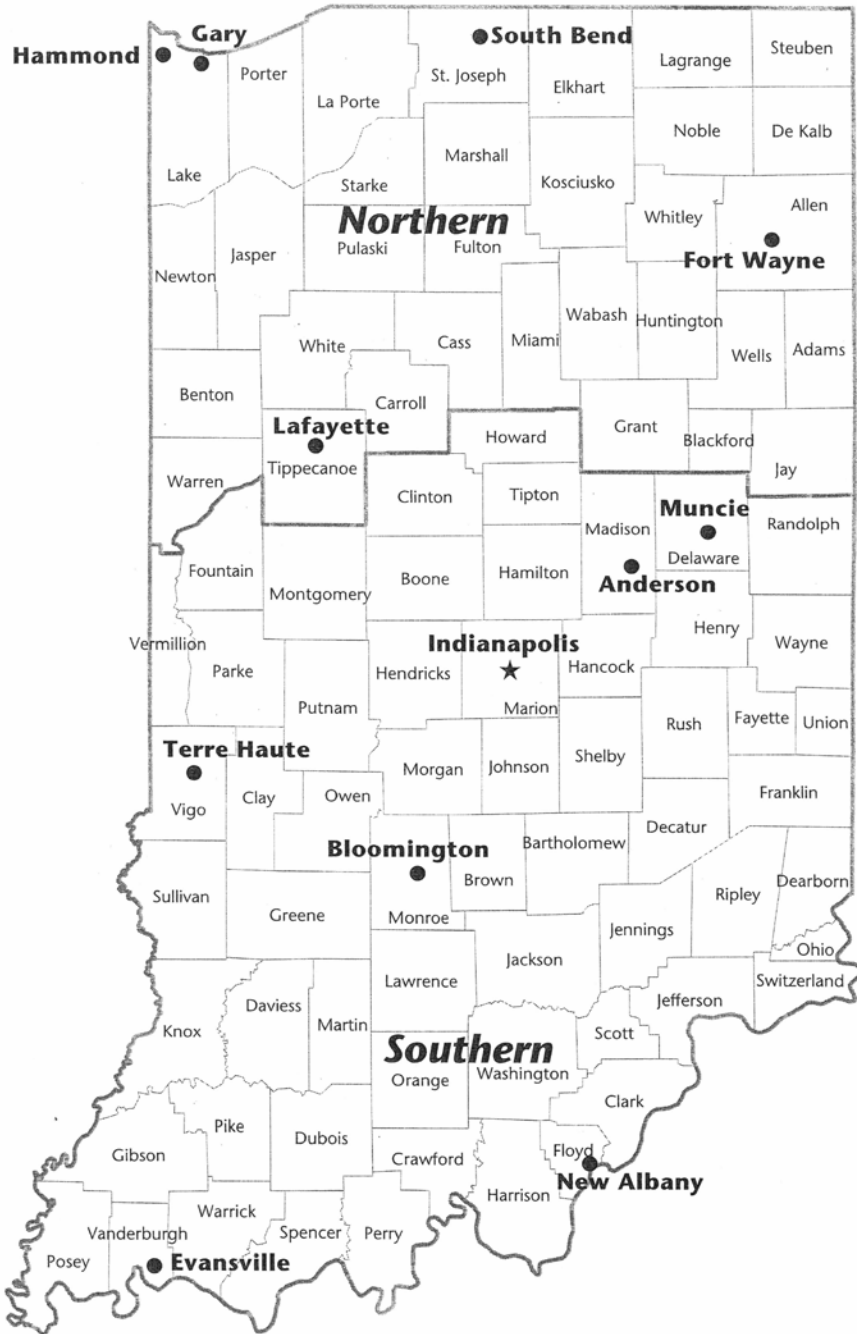 Gary
South Bend
Hammond
Steuben
Lagrange
Porter
St. Joseph
Elkhart
La Porte
Noble
De Kalb
Marshall
Lake
Starke
Kosciusko
Allen
Northern
Whitley
Pulaski
Fulton
Jasper
Fort Wayne
Newton
Wabash
Huntington
White
Cass
Miami
Wells
Adams
Benton
Carroll
Lafayette
Grant
Howard
Blackford
Tippecanoe
Jay
Warren
Clinton
Tipton
Muncie
Madison
Randolph
Delaware
Fountain
Boone
Hamilton
Anderson
Montgomery
Henry
Vermillion
Indianapolis
Wayne
Parke
Hendricks
Hancock
Putnam
Marion
Rush
Fayette
Union
Terre Haute
Morgan
Johnson
Shelby
Clay
Owen
Franklin
Vigo
Decatur
Bloomington
Bartholomew
Brown
Sullivan
Ripley
Dearborn
Greene
Monroe
Jennings
Ohio
Lawrence
Jackson
Switzerland
Daviess
Martin
Jefferson
Knox
Scott
Southern
Orange
Washington
Clark
Pike
Dubois
Gibson
Crawford
Floyd
New Albany
Harrison
Warrick
Vanderburgh
Spencer
Perry
Posey
Evansville